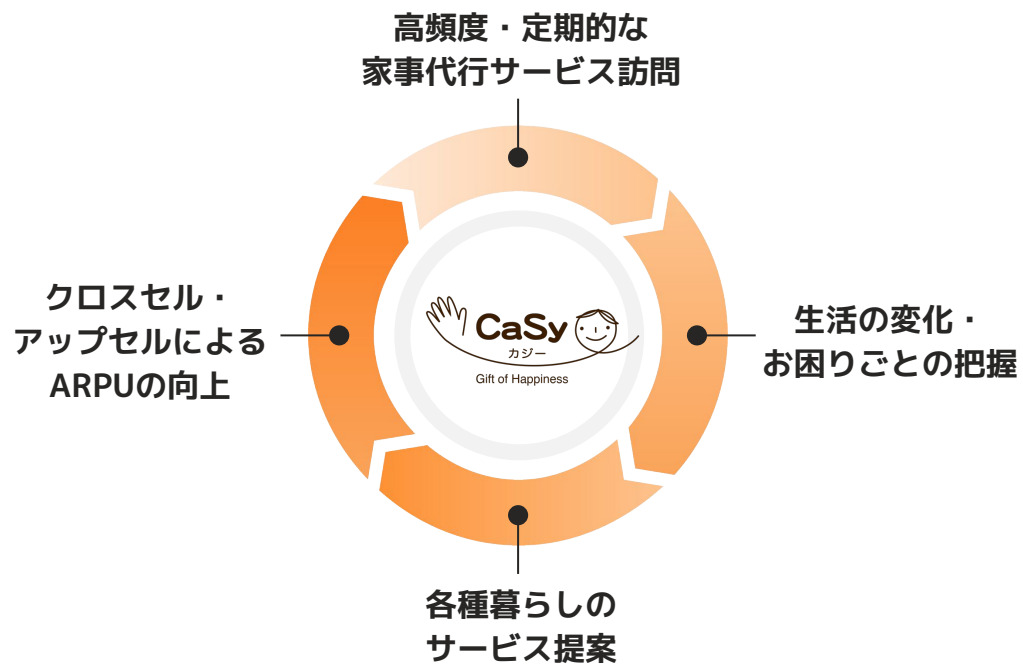 高頻度・定期的な
家事代行サービス訪問
生活の変化・
お困りごとの把握
各種暮らしの
サービス提案
クロスセル・
アップセルによる
ARPUの向上
CaSy
カジー
Gift of Happiness